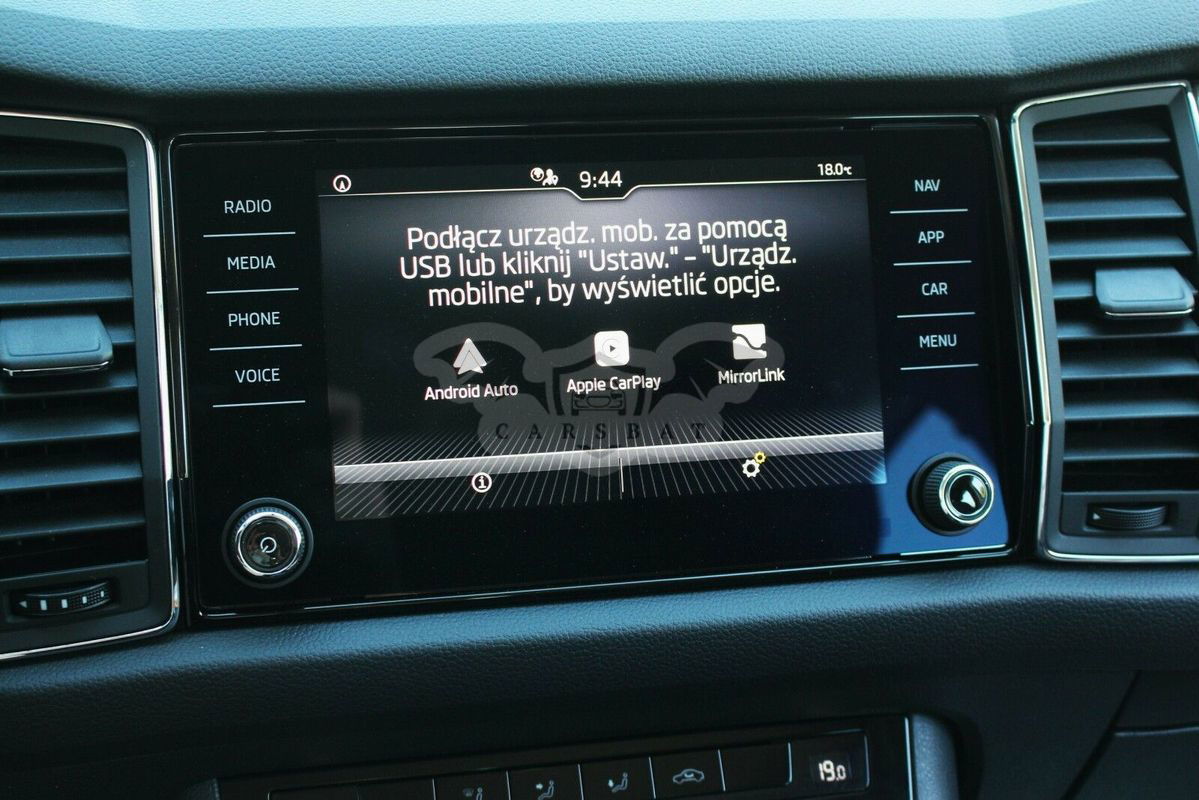 9:44
18.0°C
RADIO
MEDIA
PHONE
VOICE
Podłącz urządz. mob. za pomocą
USB lub kliknij "Ustaw." – "Urządz.
mobilne", by wyświetlić opcje.
Android Auto
Apple CarPlay
MirrorLink
CARSBAT
NAV
APP
CAR
MENU
19.0